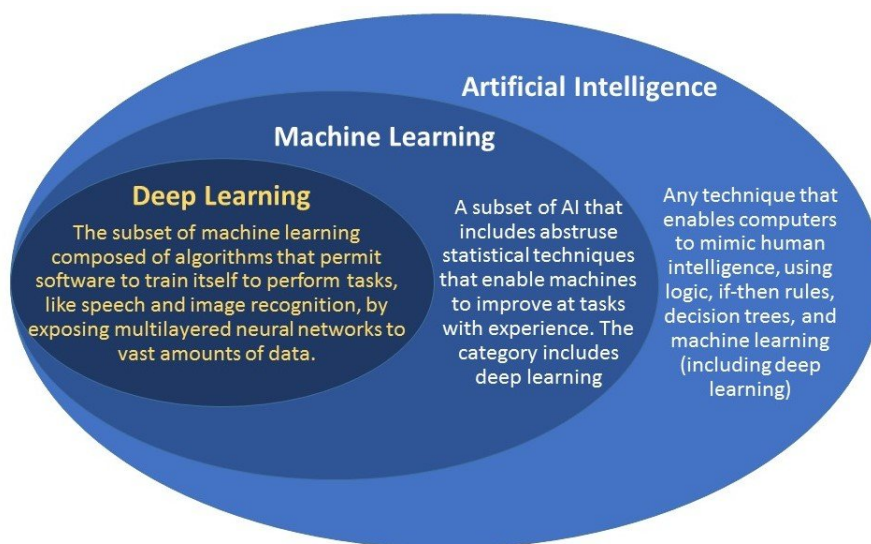 Artificial Intelligence
Machine Learning
Deep Learning
The subset of machine learning
composed of algorithms that permit
software to train itself to perform tasks,
like speech and image recognition, by
exposing multilayered neural networks to
vast amounts of data.
A subset of AI that
includes abstruse
statistical techniques
that enable machines
to improve at tasks
with experience. The
category includes
deep learning
Any technique that
enables computers
to mimic human
intelligence, using
logic, if-then rules,
decision trees, and
machine learning
(including deep
learning)